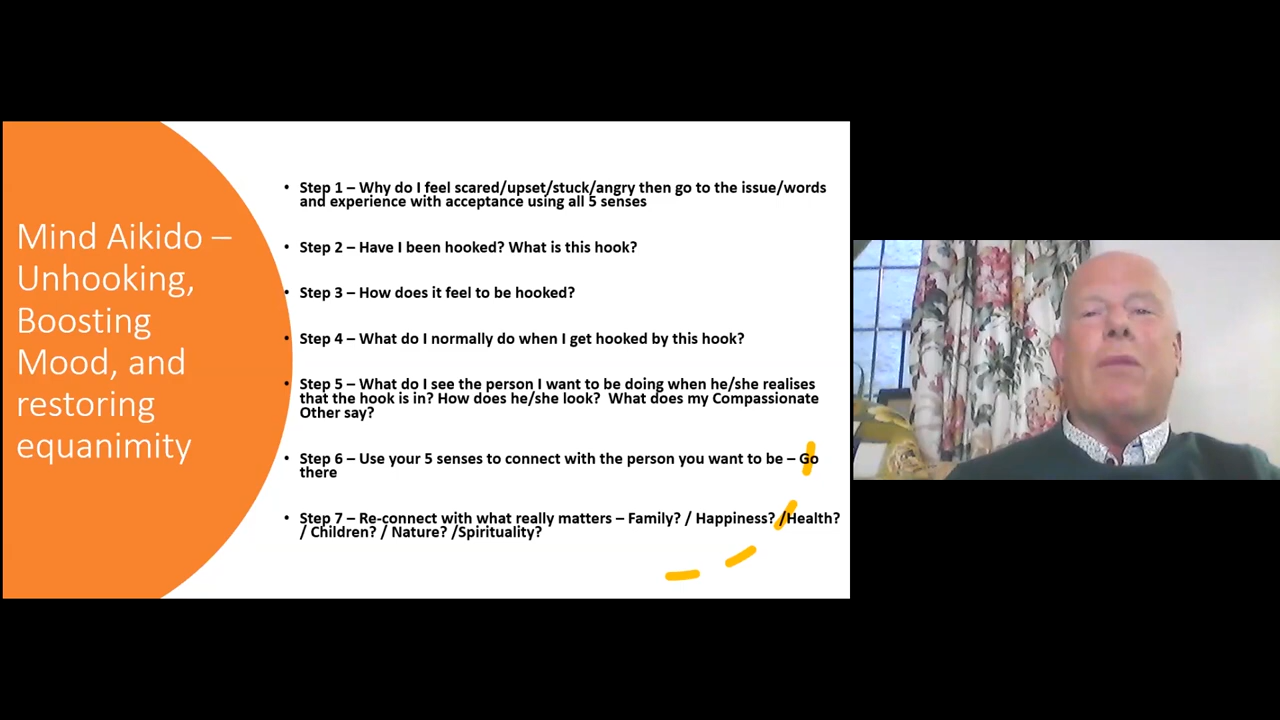 Mind Aikido –
Unhooking,
Boosting
Mood, and
restoring
equanimity
• Step 1 – Why do I feel scared/upset/stuck/angry then go to the issue/words
and experience with acceptance using all 5 senses
• Step 2 – Have I been hooked? What is this hook?
• Step 3 – How does it feel to be hooked?
• Step 4 – What do I normally do when I get hooked by this hook?
• Step 5 – What do I see the person I want to be doing when he/she realises
that the hook is in? How does he/she look?  What does my Compassionate
Other say?
• Step 6 – Use your 5 senses to connect with the person you want to be – Go
there
• Step 7 – Re-connect with what really matters – Family? / Happiness? /Health?
/ Children? / Nature? /Spirituality?